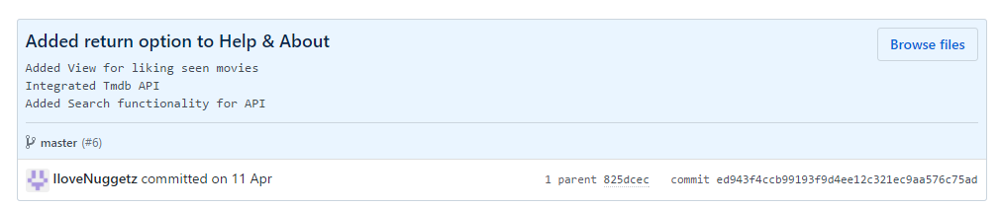 Added return option to Help & About
Browse files
Added View for liking seen movies
Integrated Tmdb API
Added Search functionality for API
master (#6)
IloveNuggetz committed on 11 Apr
1 parent 825dcec commit ed943f4ccb99193f9d4ee12c321ec9aa576c75ad